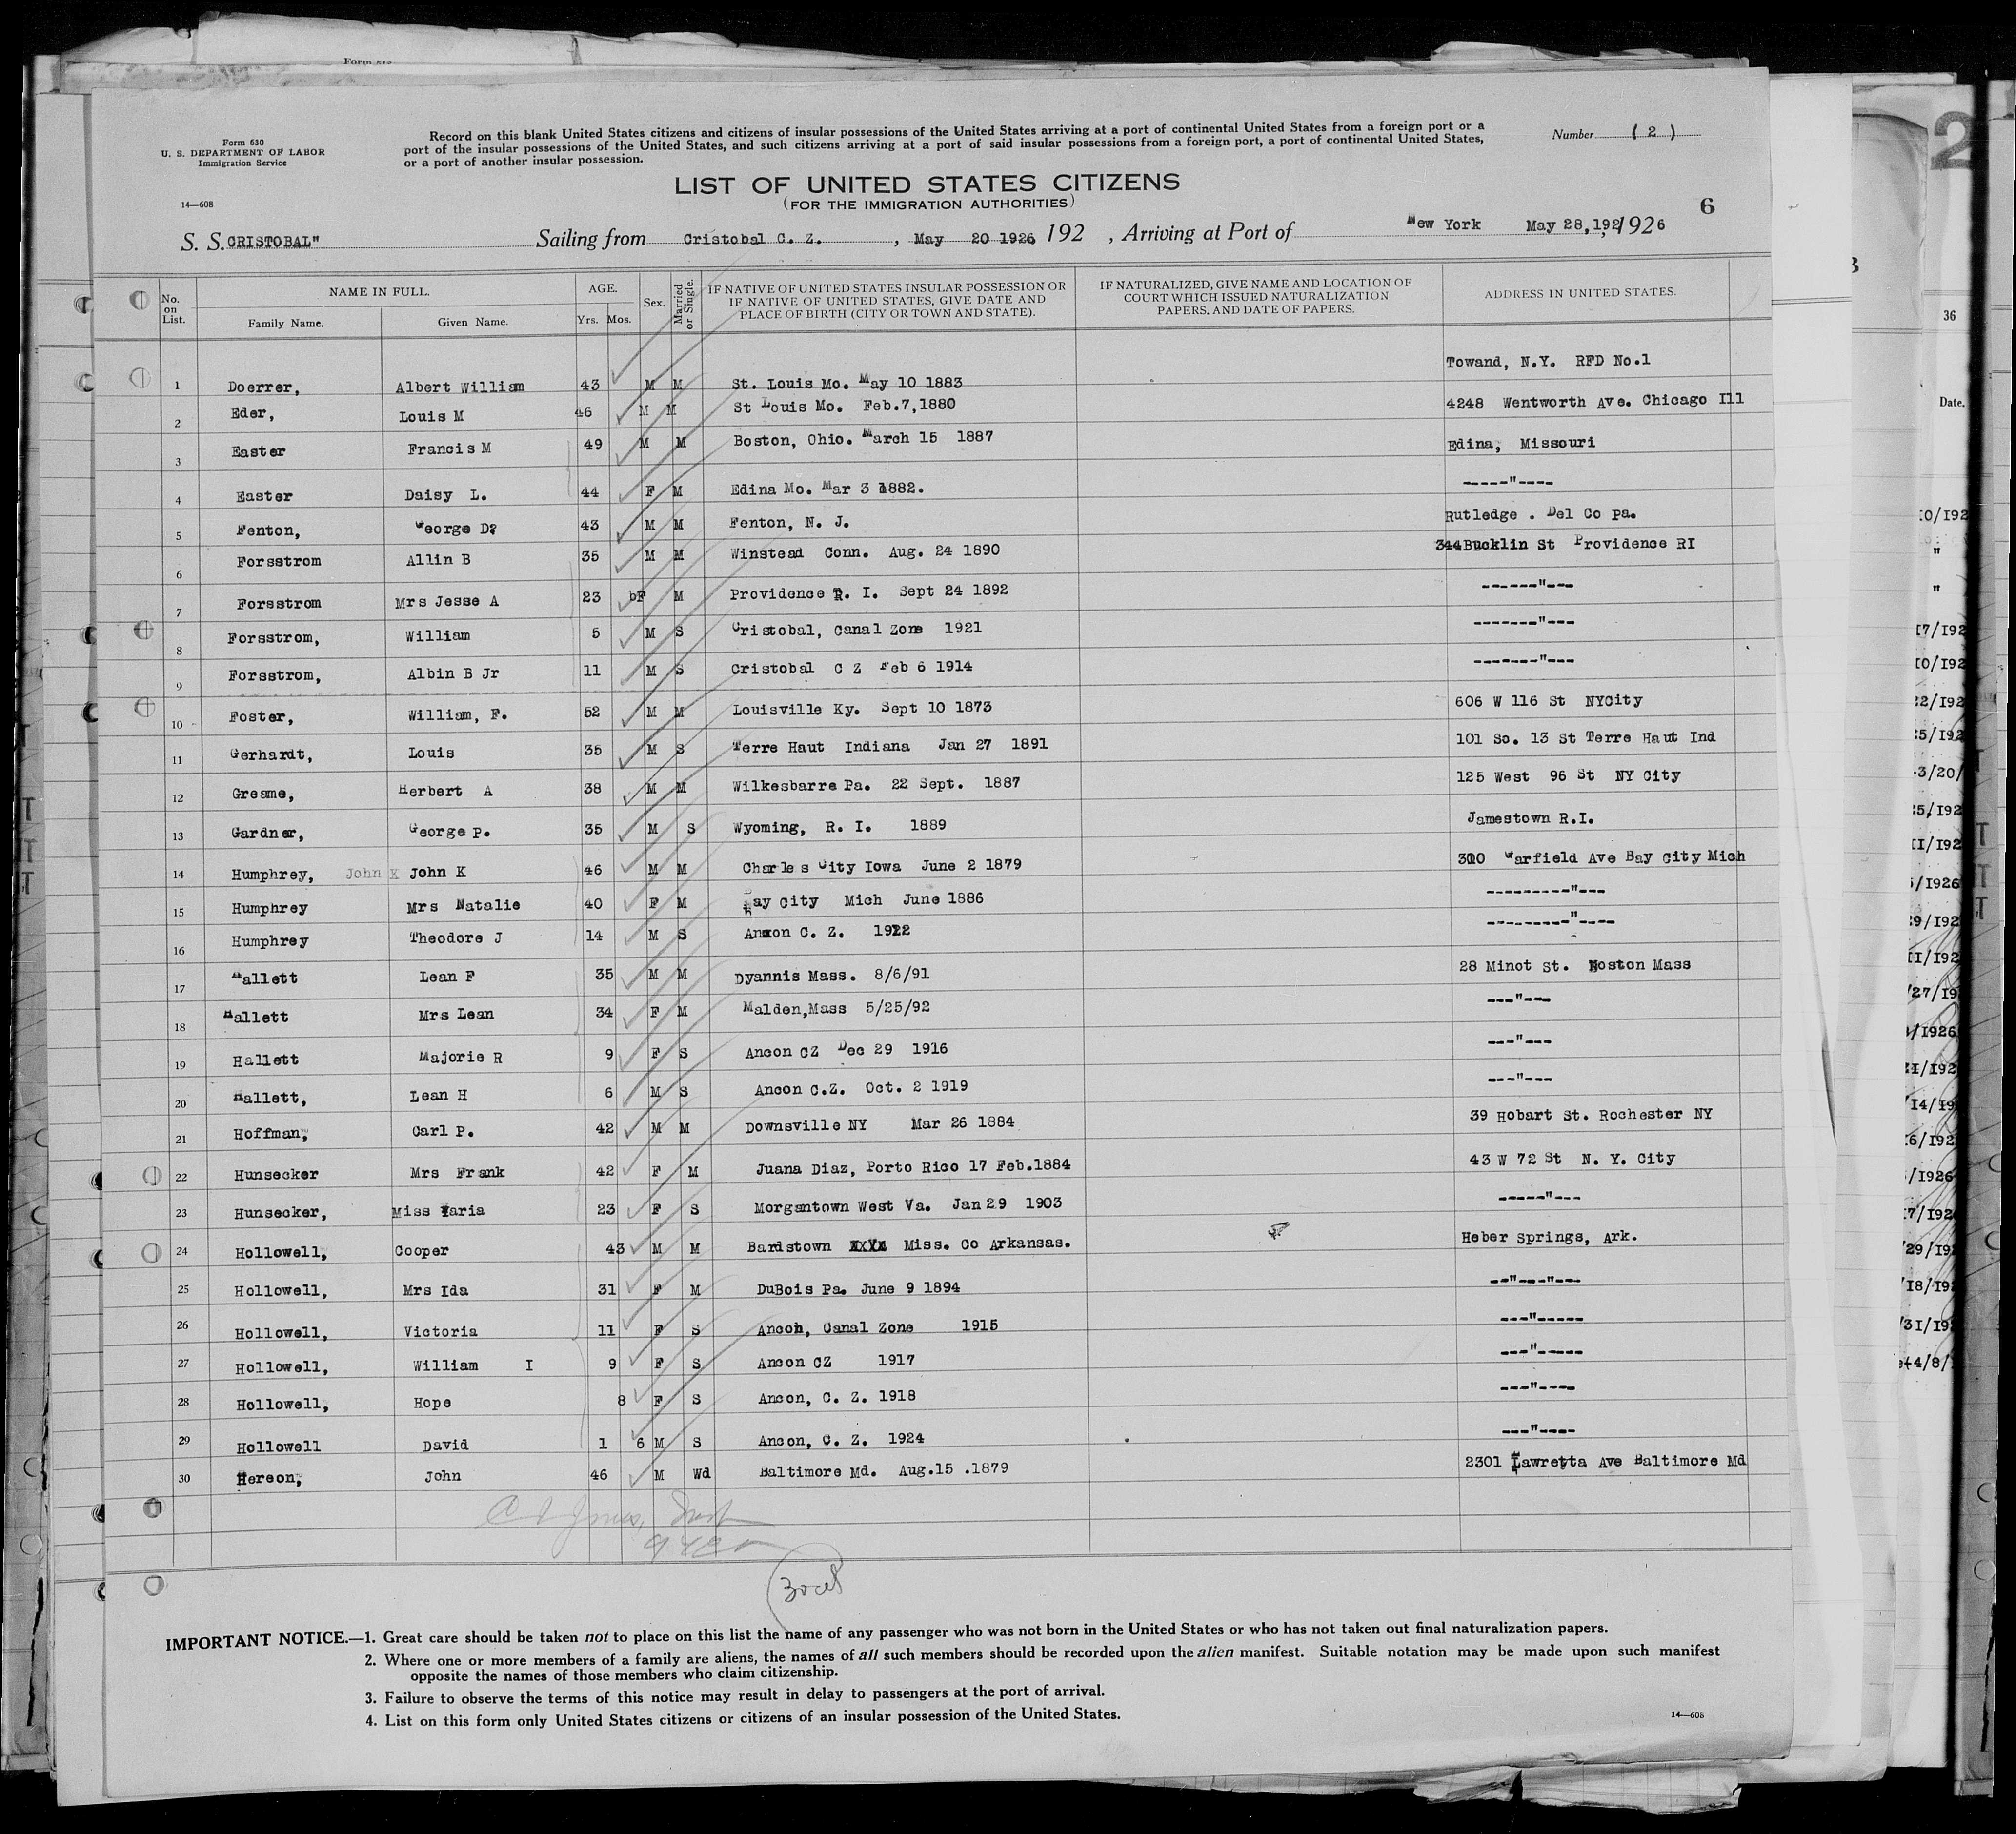 Form 630
U. S. DEPARTMENT OF LABOR
Immigration Service
14—608
Record on this blank United States citizens and citizens of insular possessions of the United States arriving at a port of continental United States from a foreign port or a
port of the insular possessions of the United States, and such citizens arriving at a port of said insular possessions from a foreign port, a port of continental United States,
or a port of another insular possession.
Number ( 2 )
LIST OF UNITED STATES CITIZENS
(FOR THE IMMIGRATION AUTHORITIES)
6
S. S. CRISTOBAL" Sailing from Cristobal C. Z. , May 20 1926 192 , Arriving at Port of New York May 28,192 , 1926
No. on List. NAME IN FULL. Family Name. Given Name. AGE. Yrs. Mos. Sex. Married or Single. IF NATIVE OF UNITED STATES INSULAR POSSESSION OR IF NATIVE OF UNITED STATES, GIVE DATE AND PLACE OF BIRTH (CITY OR TOWN AND STATE). IF NATURALIZED, GIVE NAME AND LOCATION OF COURT WHICH ISSUED NATURALIZATION PAPERS, AND DATE OF PAPERS. ADDRESS IN UNITED STATES.
1 Doerrer, Albert William 43 M M St. Louis Mo. May 10 1883 Towand, N.Y. RFD No.1
2 Eder, Louis M 46 M M St Louis Mo. Feb.7,1880 4248 Wentworth Ave. Chicago Ill
3 Easter Francis M 49 M M Boston, Ohio. March 15 1887 Edina, Missouri
4 Easter Daisy L. 44 F M Edina Mo. Mar 3 1882. -----"----
5 Fenton, George D? 43 M M Fenton, N. J. Rutledge . Del Co Pa.
6 Forsstrom Allin B 35 M M Winstead Conn. Aug. 24 1890 344 Bucklin St Providence RI
7 Forsstrom Mrs Jesse A 23 bF M Providence R. I. Sept 24 1892 ------"---
8 Forsstrom, William 5 M S Cristobal, Canal Zone 1921 -------"---
9 Forsstrom, Albin B Jr 11 M S Cristobal C Z Feb 6 1914 -------"---
10 Foster, William, F. 52 M M Louisville Ky. Sept 10 1873 606 W 116 St NYCity
11 Gerhardt, Louis 35 M S Terre Haut Indiana Jan 27 1891 101 So. 13 St Terre Haut Ind
12 Greame, Herbert A 38 M M Wilkesbarre Pa. 22 Sept. 1887 125 West 96 St NY City
13 Gardner, George P. 35 M S Wyoming, R. I. 1889 Jamestown R.I.
14 Humphrey, John K John K 46 M M Charles City Iowa June 2 1879 310 Garfield Ave Bay City Mich
15 Humphrey Mrs Natalie 40 F M Bay City Mich June 1886 ---------"---
16 Humphrey Theodore J 14 M S Ancon C. Z. 1912 ---------"----
17 Hallett Lean F 35 M M Dyannis Mass. 8/6/91 28 Minot St. Boston Mass
18 Hallett Mrs Lean 34 F M Malden,Mass 5/25/92 ---"---
19 Hallett Majorie R 9 F S Ancon CZ Dec 29 1916 ---"---
20 Hallett, Lean H 6 M S Ancon C.Z. Oct. 2 1919 ---"---
21 Hoffman, Carl P. 42 M M Downsville NY Mar 26 1884 39 Hobart St. Rochester NY
22 Hunsecker Mrs Frank 42 F M Juana Diaz, Porto Rico 17 Feb.1884 43 W 72 St N. Y. City
23 Hunsecker, Miss Maria 23 F S Morgantown West Va. Jan 29 1903 -----"---
24 Hollowell, Cooper 43 M M Bardstown Miss. Co Arkansas. Heber Springs, Ark.
25 Hollowell, Mrs Ida 31 F M DuBois Pa. June 9 1894 --"---"---
26 Hollowell, Victoria 11 F S Ancon, Canal Zone 1915 ---"-----
27 Hollowell, William I 9 F S Ancon CZ 1917 ---"-----
28 Hollowell, Hope 8 F S Ancon, C. Z. 1918 ---"----
29 Hollowell David 1 6 M S Ancon, C. Z. 1924 ---"----
30 Hereon, John 46 M Wd Baltimore Md. Aug.15 .1879 2301 Lawretta Ave Baltimore Md
IMPORTANT NOTICE.—1. Great care should be taken not to place on this list the name of any passenger who was not born in the United States or who has not taken out final naturalization papers.
2. Where one or more members of a family are aliens, the names of all such members should be recorded upon the alien manifest. Suitable notation may be made upon such manifest
opposite the names of those members who claim citizenship.
3. Failure to observe the terms of this notice may result in delay to passengers at the port of arrival.
4. List on this form only United States citizens or citizens of an insular possession of the United States.
14—608
36
Date.